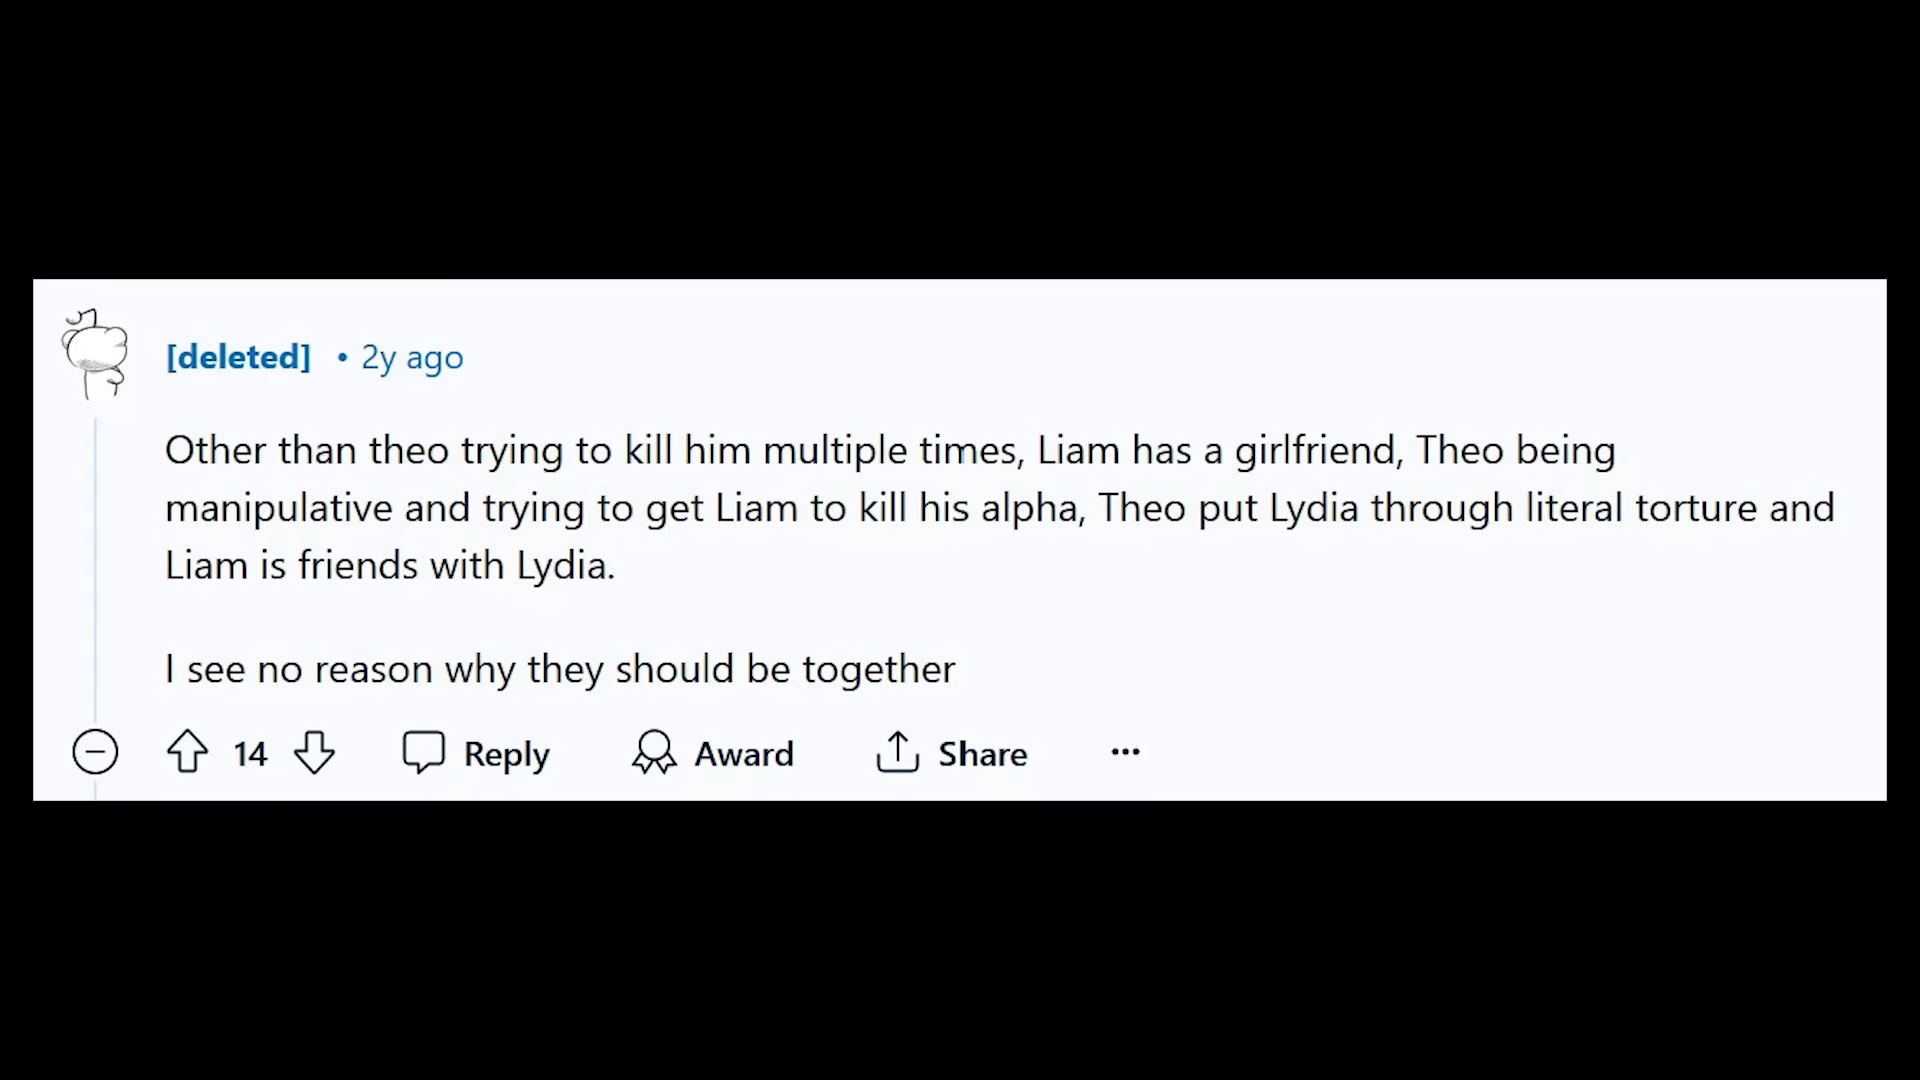 [deleted] • 2y ago
Other than theo trying to kill him multiple times, Liam has a girlfriend, Theo being
manipulative and trying to get Liam to kill his alpha, Theo put Lydia through literal torture and
Liam is friends with Lydia.
I see no reason why they should be together
14 Reply Award Share ...